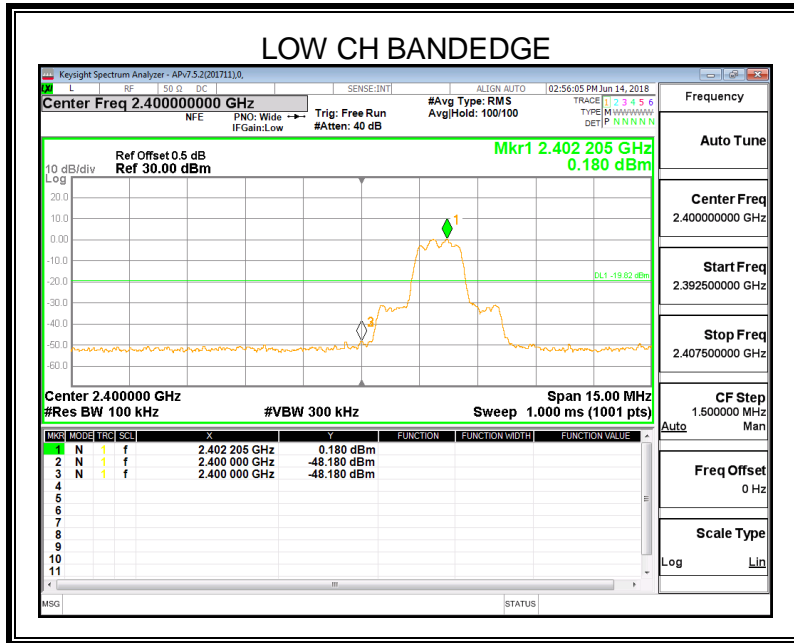 LOW CH BANDEDGE
Keysight Spectrum Analyzer - APv7.5.2(201711),0,
LXI L RF 50 Ω DC SENSE:INT ALIGN AUTO 02:56:05 PM Jun 14, 2018
Center Freq 2.400000000 GHz
NFE PNO: Wide Trig: Free Run #Avg Type: RMS TRACE 1 2 3 4 5 6
IFGain:Low #Atten: 40 dB Avg|Hold: 100/100 TYPE M WWWWW
DET P NNNNN
Frequency
Auto Tune
Center Freq
2.400000000 GHz
Start Freq
2.392500000 GHz
Stop Freq
2.407500000 GHz
CF Step
1.500000 MHz
Auto Man
Freq Offset
0 Hz
Scale Type
Log Lin
Mkr1 2.402 205 GHz
0.180 dBm
Ref Offset 0.5 dB
10 dB/div Ref 30.00 dBm
Log
20.0
10.0
0.00
-10.0
-20.0
-30.0
-40.0
-50.0
-60.0
1
DL1 -19.82 dBm
3
Center 2.400000 GHz Span 15.00 MHz
#Res BW 100 kHz #VBW 300 kHz Sweep 1.000 ms (1001 pts)
MKR MODE TRC SCL X Y FUNCTION FUNCTION WIDTH FUNCTION VALUE
1 N 1 f 2.402 205 GHz 0.180 dBm
2 N 1 f 2.400 000 GHz -48.180 dBm
3 N 1 f 2.400 000 GHz -48.180 dBm
4
5
6
7
8
9
10
11
MSG STATUS